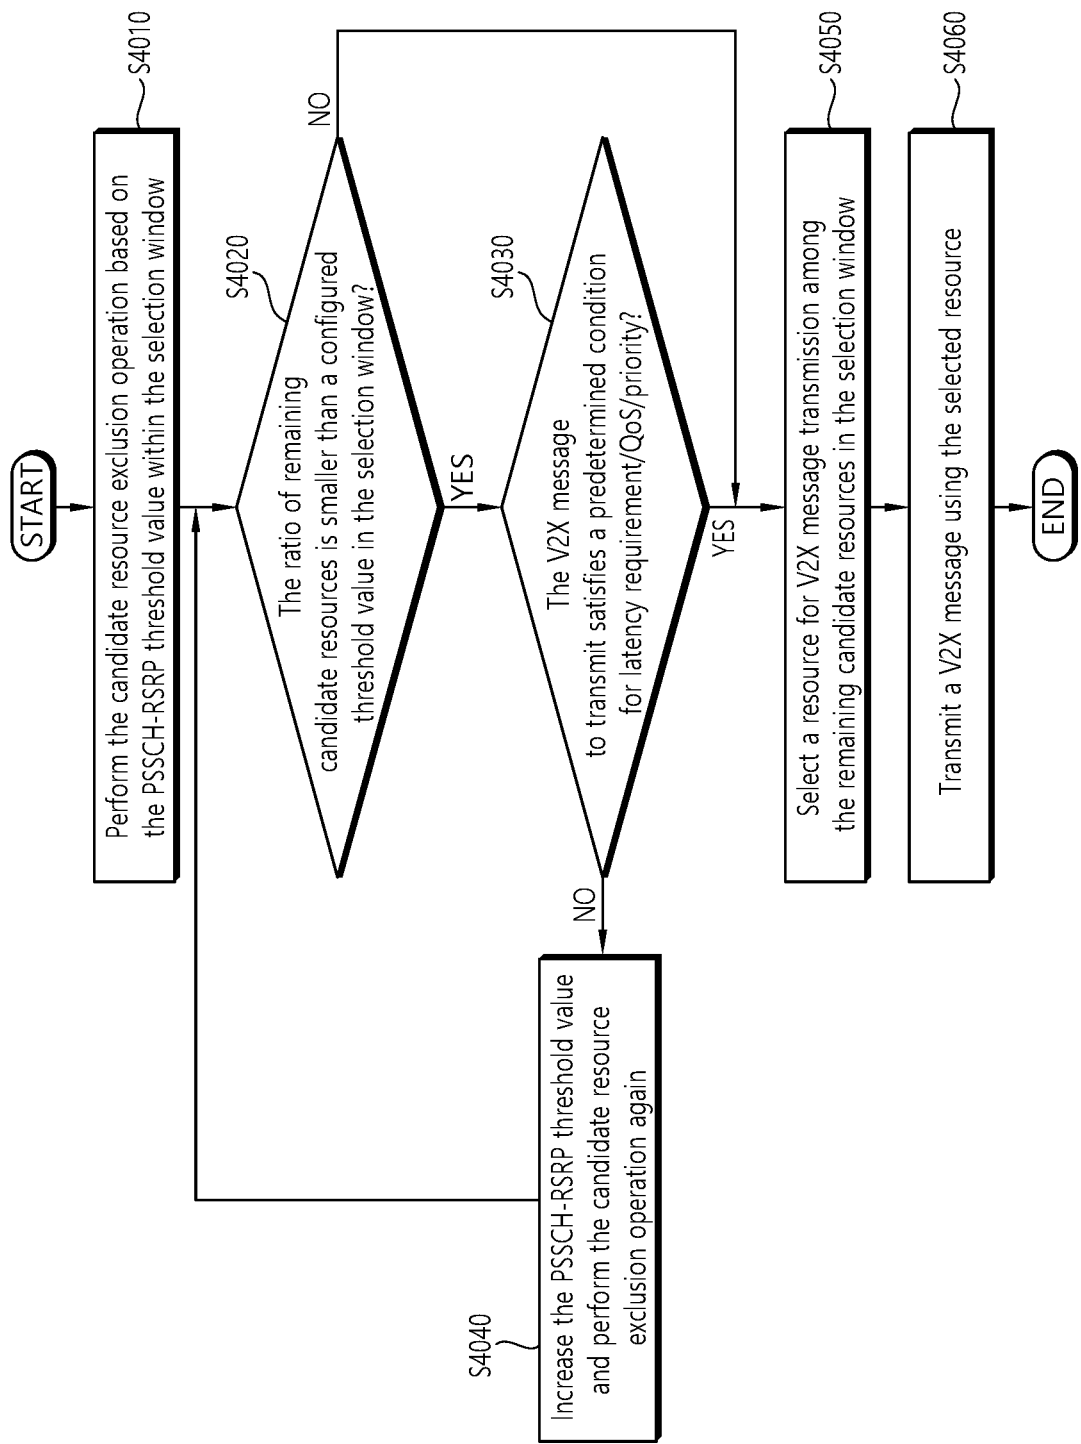 START
Perform the candidate resource exclusion operation based on
the PSSCH-RSRP threshold value within the selection window
S4010
The ratio of remaining
candidate resources is smaller than a configured
threshold value in the selection window?
S4020
NO
YES
The V2X message
to transmit satisfies a predetermined condition
for latency requirement/QoS/priority?
S4030
NO
YES
Increase the PSSCH-RSRP threshold value
and perform the candidate resource
exclusion operation again
S4040
Select a resource for V2X message transmission among
the remaining candidate resources in the selection window
S4050
Transmit a V2X message using the selected resource
S4060
END